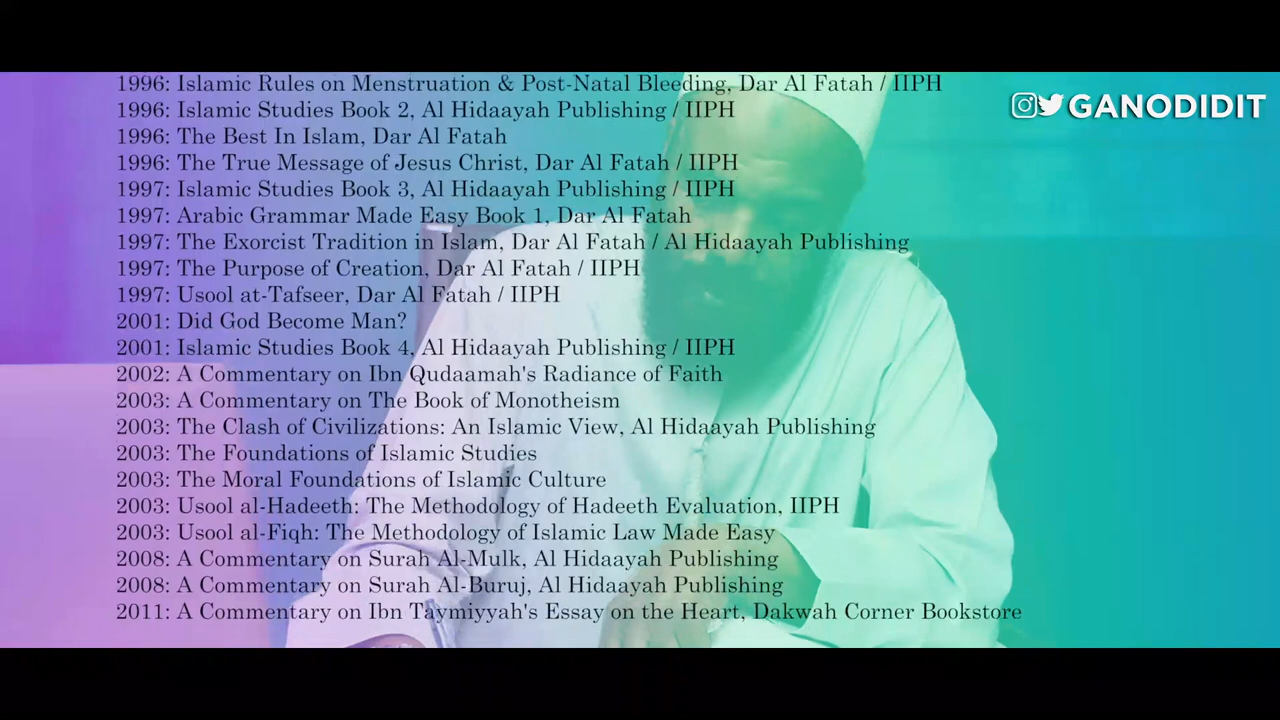 1996: Islamic Rules on Menstruation & Post-Natal Bleeding, Dar Al Fatah / IIPH
GANODIDIT
1996: Islamic Studies Book 2, Al Hidaayah Publishing / IIPH
1996: The Best In Islam, Dar Al Fatah
1996: The True Message of Jesus Christ, Dar Al Fatah / IIPH
1997: Islamic Studies Book 3, Al Hidaayah Publishing / IIPH
1997: Arabic Grammar Made Easy Book 1, Dar Al Fatah
1997: The Exorcist Tradition in Islam, Dar Al Fatah / Al Hidaayah Publishing
1997: The Purpose of Creation, Dar Al Fatah / IIPH
1997: Usool at-Tafseer, Dar Al Fatah / IIPH
2001: Did God Become Man?
2001: Islamic Studies Book 4, Al Hidaayah Publishing / IIPH
2002: A Commentary on Ibn Qudaamah's Radiance of Faith
2003: A Commentary on The Book of Monotheism
2003: The Clash of Civilizations: An Islamic View, Al Hidaayah Publishing
2003: The Foundations of Islamic Studies
2003: The Moral Foundations of Islamic Culture
2003: Usool al-Hadeeth: The Methodology of Hadeeth Evaluation, IIPH
2003: Usool al-Fiqh: The Methodology of Islamic Law Made Easy
2008: A Commentary on Surah Al-Mulk, Al Hidaayah Publishing
2008: A Commentary on Surah Al-Buruj, Al Hidaayah Publishing
2011: A Commentary on Ibn Taymiyyah's Essay on the Heart, Dakwah Corner Bookstore